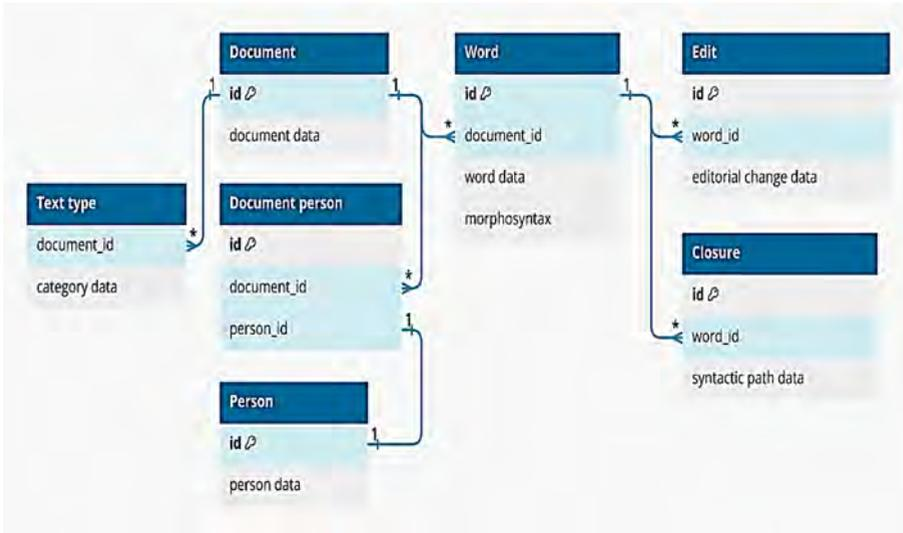 Document
id
document data
Word
id
document_id
word data
morphosyntax
Edit
id
word_id
editorial change data
Text type
document_id
category data
Document person
id
document_id
person_id
Closure
id
word_id
syntactic path data
Person
id
person data
1
1
1
*
*
*
*
*
1
1